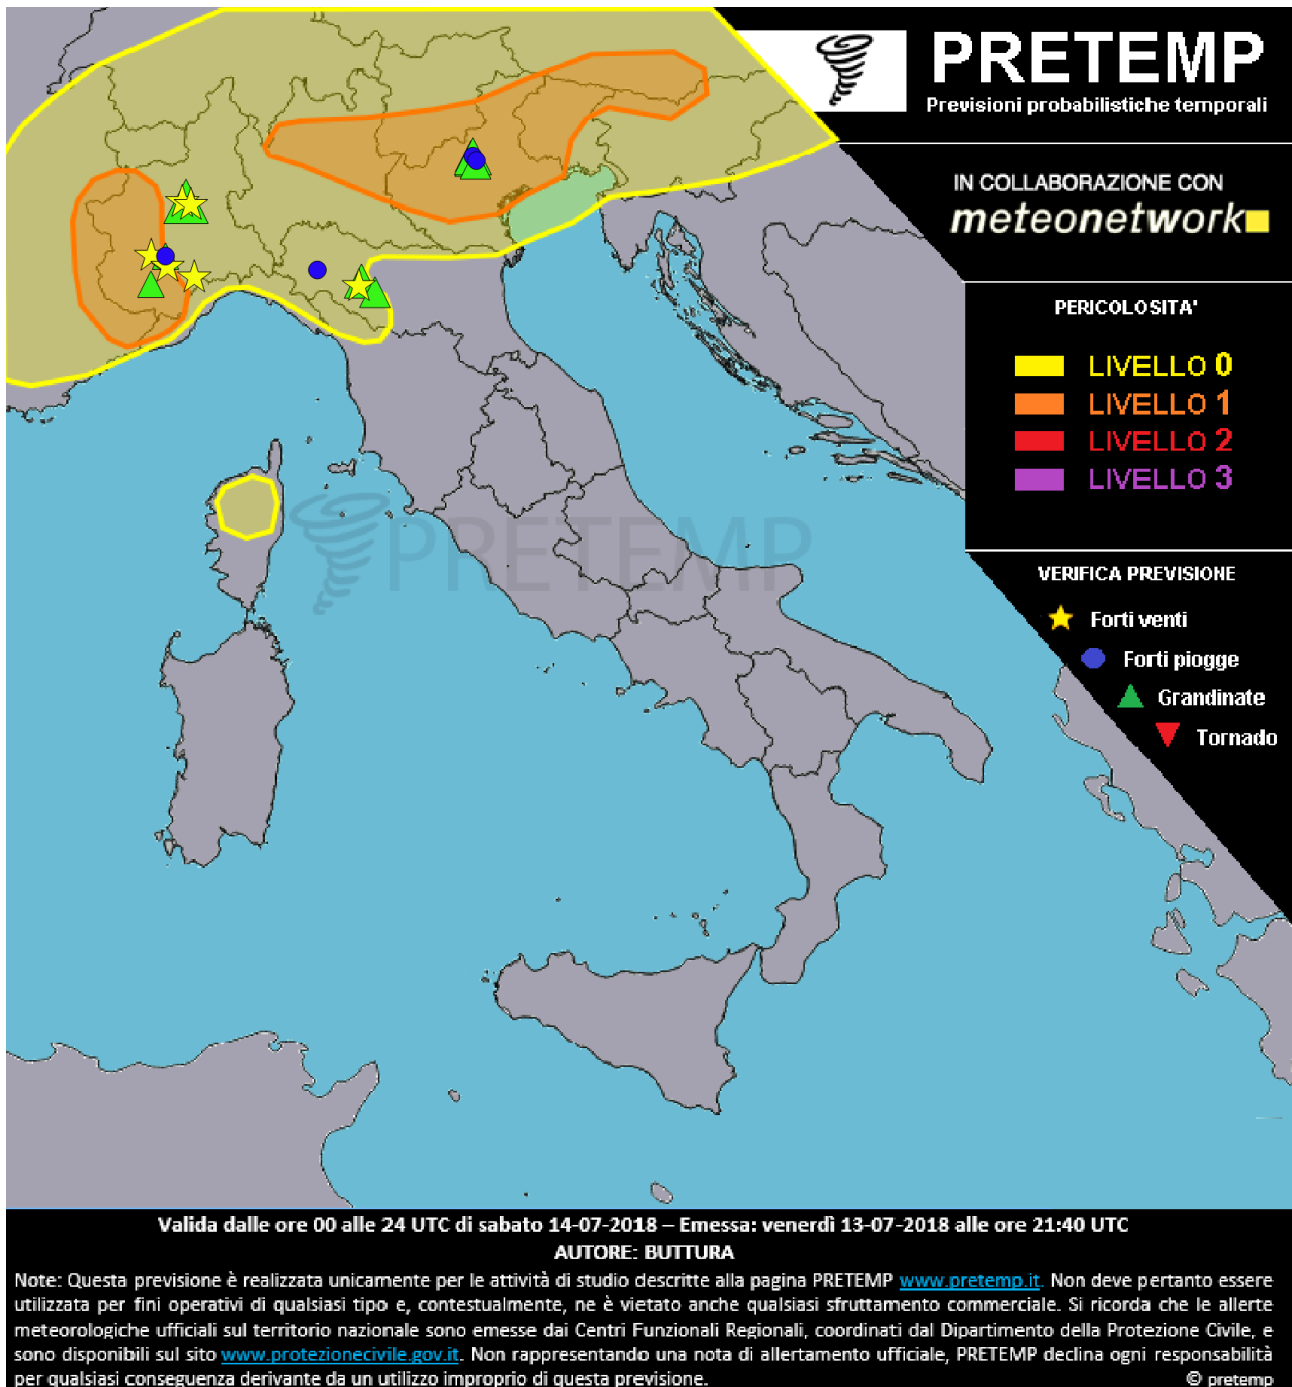 PRETEMP
Previsioni probabilistiche temporali
IN COLLABORAZIONE CON
meteonetwork
PERICOLOSITA'
LIVELLO 0
LIVELLO 1
LIVELLO 2
LIVELLO 3
VERIFICA PREVISIONE
Forti venti
Forti piogge
Grandinate
Tornado
PRETEMP
Valida dalle ore 00 alle 24 UTC di sabato 14-07-2018 – Emessa: venerdì 13-07-2018 alle ore 21:40 UTC
AUTORE: BUTTURA
Note: Questa previsione è realizzata unicamente per le attività di studio descritte alla pagina PRETEMP www.pretemp.it. Non deve pertanto essere
utilizzata per fini operativi di qualsiasi tipo e, contestualmente, ne è vietato anche qualsiasi sfruttamento commerciale. Si ricorda che le allerte
meteorologiche ufficiali sul territorio nazionale sono emesse dai Centri Funzionali Regionali, coordinati dal Dipartimento della Protezione Civile, e
sono disponibili sul sito www.protezionecivile.gov.it. Non rappresentando una nota di allertamento ufficiale, PRETEMP declina ogni responsabilità
per qualsiasi conseguenza derivante da un utilizzo improprio di questa previsione.
© pretemp